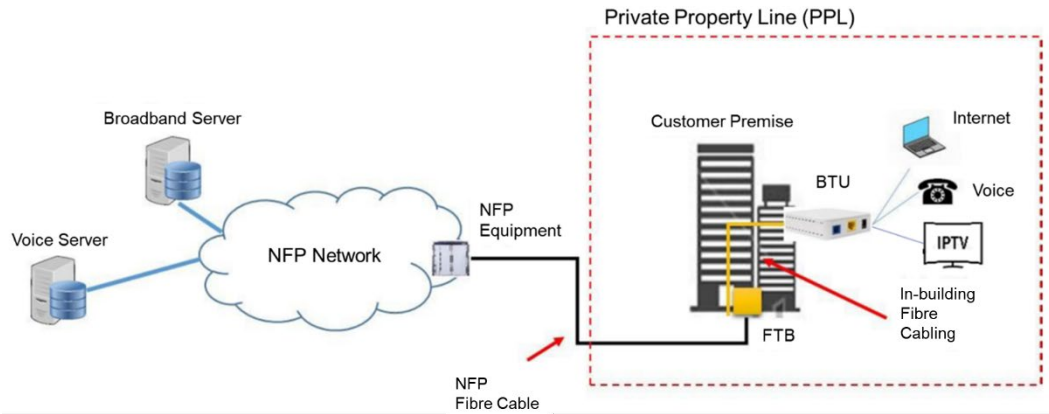 Private Property Line (PPL)
Broadband Server
Customer Premise
Internet
BTU
Voice
NFP
Equipment
Voice Server
NFP Network
IPTV
In-building
Fibre
Cabling
FTB
NFP
Fibre Cable